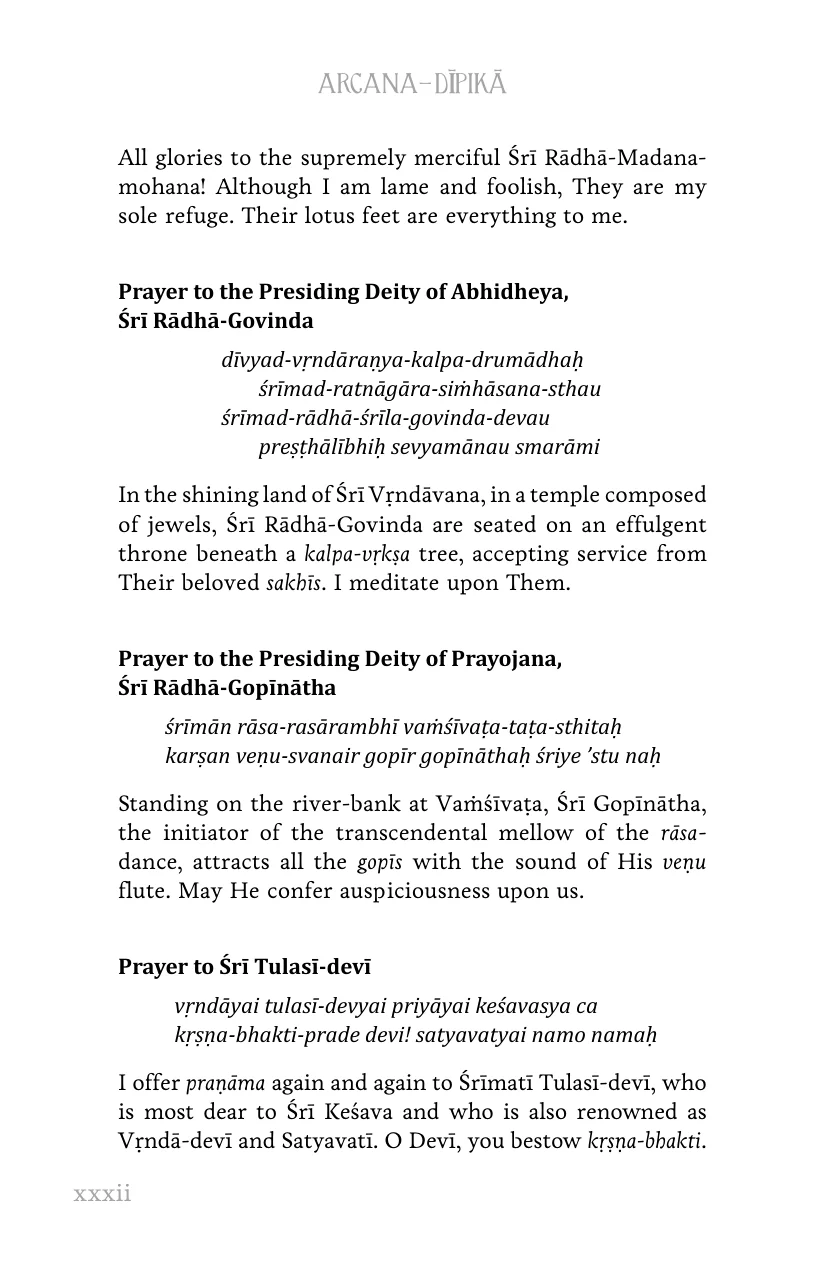 ARCANA–DĪPIKĀ
All glories to the supremely merciful Śrī Rādhā-Madana-
mohana! Although I am lame and foolish, They are my
sole refuge. Their lotus feet are everything to me.
Prayer to the Presiding Deity of Abhidheya,
Śrī Rādhā-Govinda
dīvyad-vṛndāraṇya-kalpa-drumādhaḥ
śrīmad-ratnāgāra-siṁhāsana-sthau
śrīmad-rādhā-śrīla-govinda-devau
preṣṭhālībhiḥ sevyamānau smarāmi
In the shining land of Śrī Vṛndāvana, in a temple composed
of jewels, Śrī Rādhā-Govinda are seated on an effulgent
throne beneath a kalpa-vṛkṣa tree, accepting service from
Their beloved sakhīs. I meditate upon Them.
Prayer to the Presiding Deity of Prayojana,
Śrī Rādhā-Gopīnātha
śrīmān rāsa-rasārambhī vaṁśīvaṭa-taṭa-sthitaḥ
karṣan veṇu-svanair gopīr gopīnāthaḥ śriye ’stu naḥ
Standing on the river-bank at Vaṁśīvaṭa, Śrī Gopīnātha,
the initiator of the transcendental mellow of the rāsa-
dance, attracts all the gopīs with the sound of His veṇu
flute. May He confer auspiciousness upon us.
Prayer to Śrī Tulasī-devī
vṛndāyai tulasī-devyai priyāyai keśavasya ca
kṛṣṇa-bhakti-prade devi! satyavatyai namo namaḥ
I offer praṇāma again and again to Śrīmatī Tulasī-devī, who
is most dear to Śrī Keśava and who is also renowned as
Vṛndā-devī and Satyavatī. O Devī, you bestow kṛṣṇa-bhakti.
xxxii